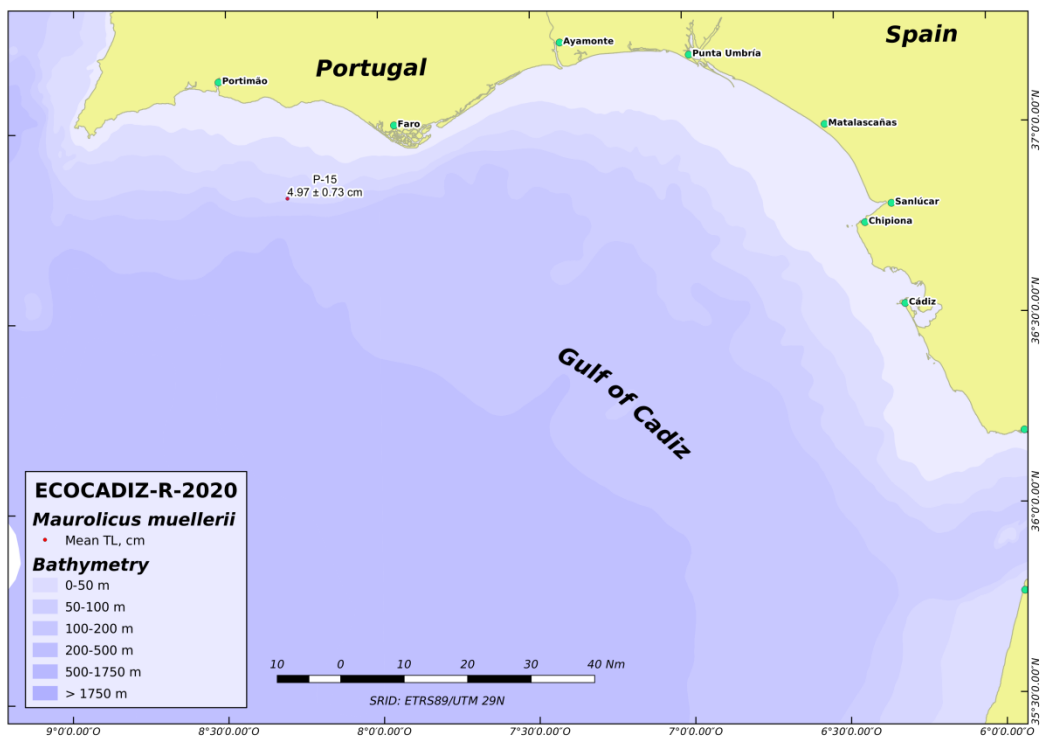 Spain
Portugal
Ayamonte
Punta Umbría
Portimão
Faro
Matalascañas
P-15
4.97 ± 0.73 cm
Sanlúcar
Chipiona
Cádiz
Gulf of Cadiz
37°0'0.00"N
36°30'0.00"N
36°0'0.00"N
35°30'0.00"N
ECOCADIZ-R-2020
Maurolicus muellerii
Mean TL, cm
Bathymetry
0-50 m
50-100 m
100-200 m
200-500 m
500-1750 m
> 1750 m
10 0 10 20 30 40 Nm
SRID: ETRS89/UTM 29N
9°0'0.00"O 8°30'0.00"O 8°0'0.00"O 7°30'0.00"O 7°0'0.00"O 6°30'0.00"O 6°0'0.00"O